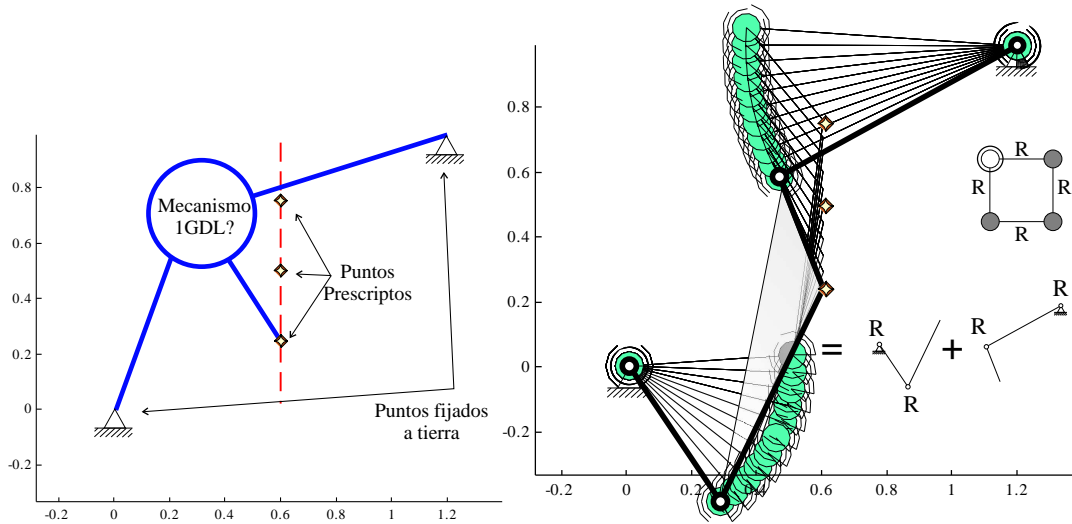 Mecanismo
1GDL?
Puntos
Prescriptos
Puntos fijados
a tierra
0.8
0.6
0.4
0.2
0
-0.2
-0.2 0 0.2 0.4 0.6 0.8 1 1.2
0.8
0.6
0.4
0.2
0
-0.2
-0.2 0 0.2 0.4 0.6 0.8 1 1.2
R
R R
R
R
= R + R
R
R